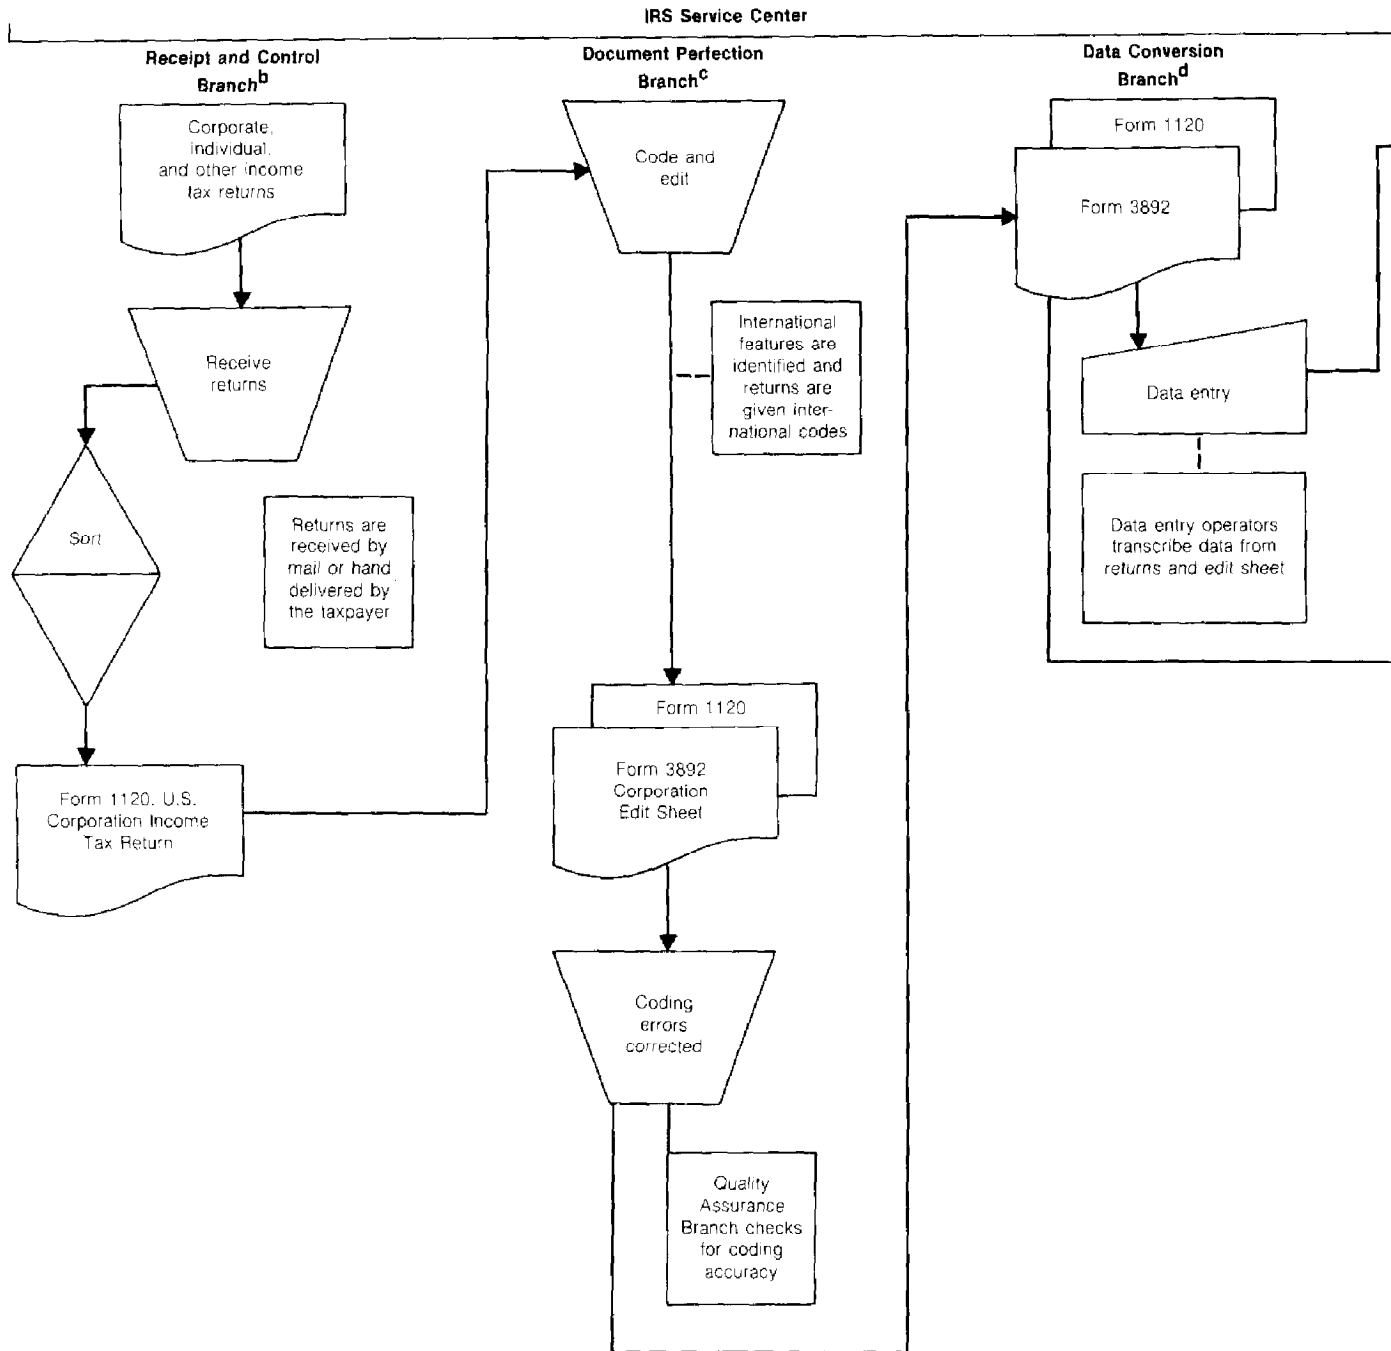 IRS Service Center
Receipt and Control
Branch^b
Corporate,
individual,
and other income
tax returns
Receive
returns
Sort
Returns are
received by
mail or hand
delivered by
the taxpayer
Form 1120, U.S.
Corporation Income
Tax Return
Document Perfection
Branch^c
Code and
edit
International
features are
identified and
returns are
given inter-
national codes
Form 1120
Form 3892
Corporation
Edit Sheet
Coding
errors
corrected
Quality
Assurance
Branch checks
for coding
accuracy
Data Conversion
Branch^d
Form 1120
Form 3892
Data entry
Data entry operators
transcribe data from
returns and edit sheet